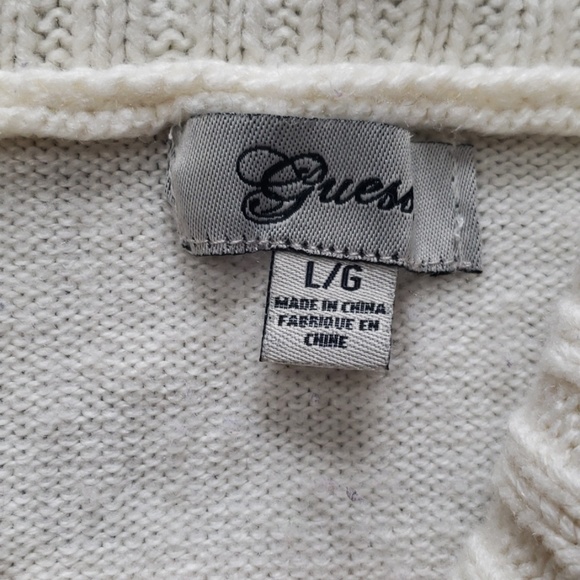 Guess
L/G
MADE IN CHINA
FABRIQUE EN
CHINE